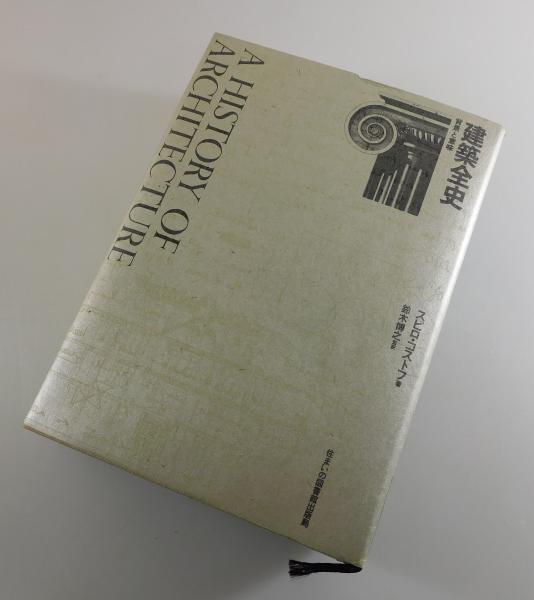 A HISTORY OF
ARCHITECTURE
建築全史
背景と意味
スピロ・コストフ 著
鈴木博之 監訳
住まいの図書館出版局